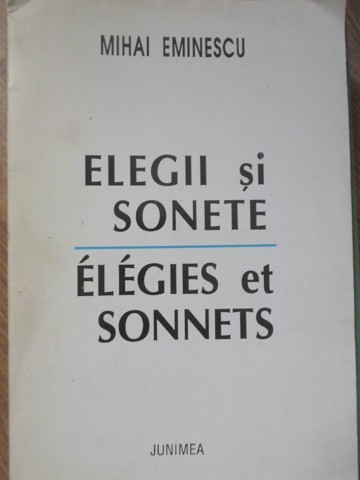 MIHAI EMINESCU
ELEGII și
SONETE
ÉLÉGIES et
SONNETS
JUNIMEA